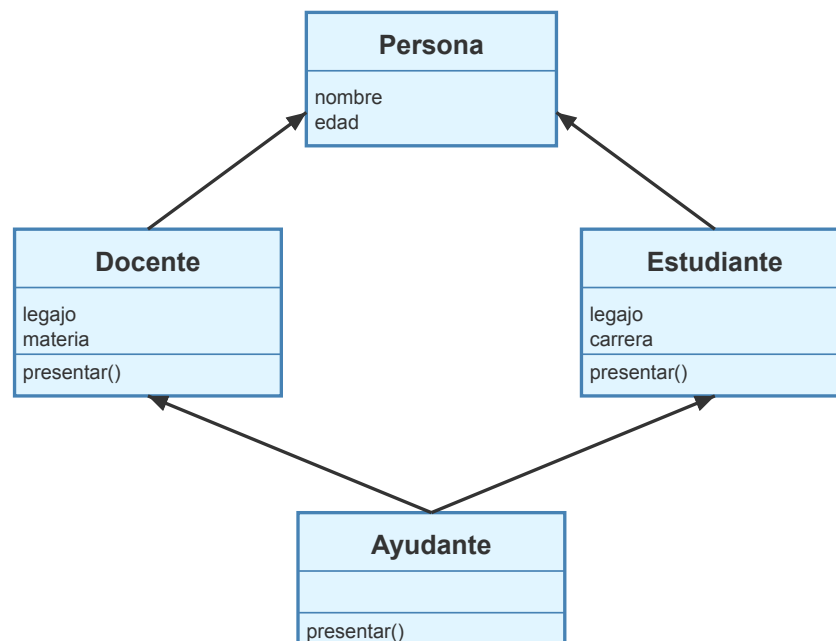 Persona
nombre
edad
Docente
legajo
materia
presentar()
Estudiante
legajo
carrera
presentar()
Ayudante
presentar()